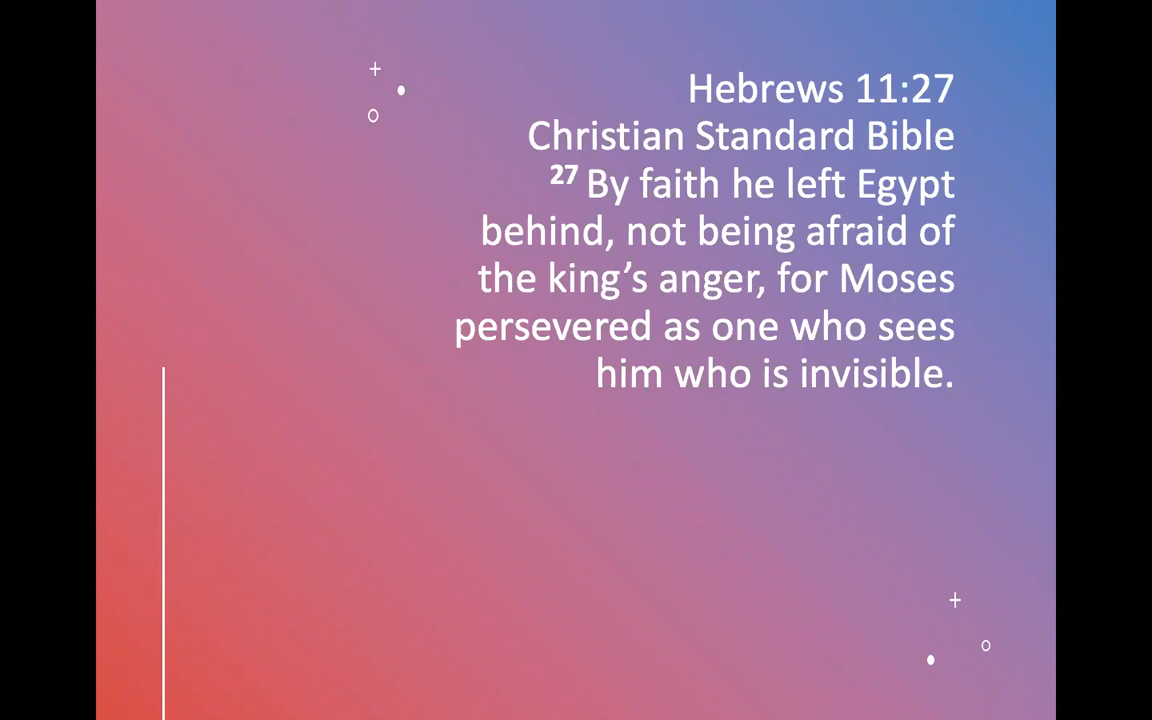 Hebrews 11:27
Christian Standard Bible
27 By faith he left Egypt
behind, not being afraid of
the king’s anger, for Moses
persevered as one who sees
him who is invisible.